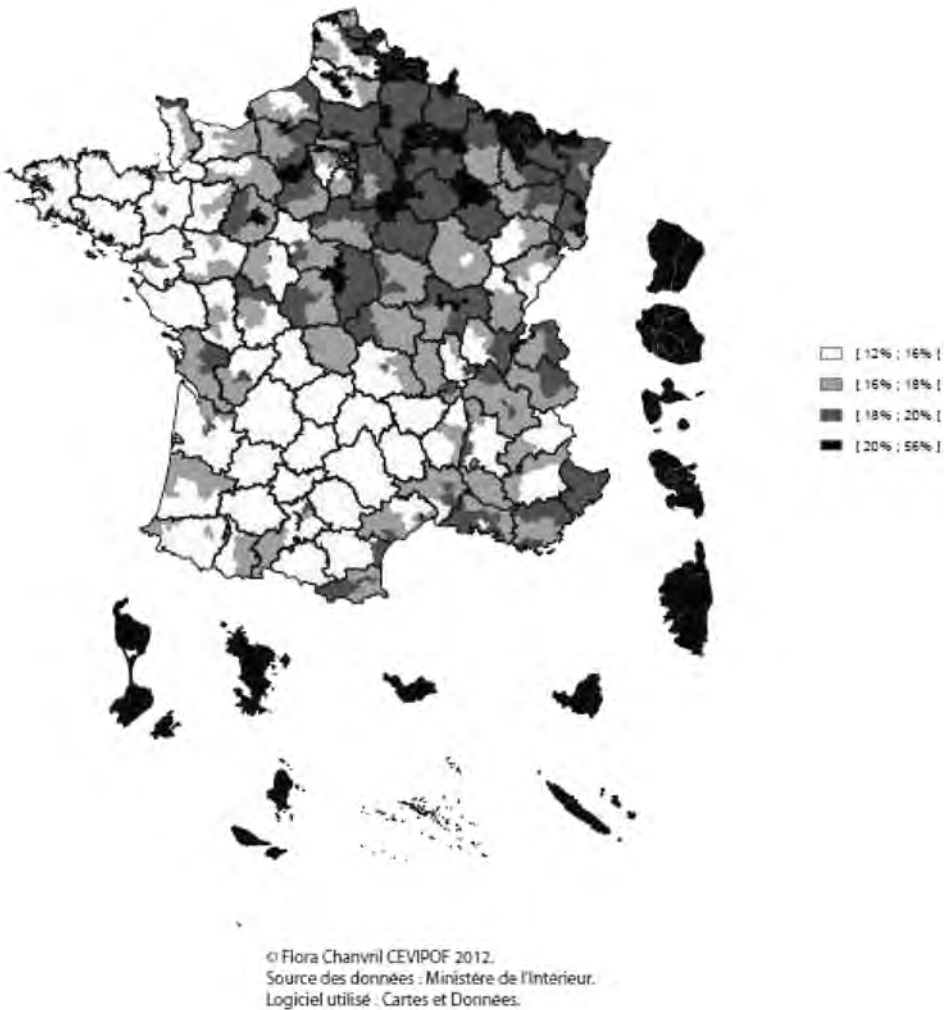 [ 12% ; 16% [
[ 16% ; 18% [
[ 18% ; 20% [
[ 20% ; 56% ]
© Flora Chanvril CEVIPOF 2012.
Source des données : Ministère de l'Intérieur.
Logiciel utilisé : Cartes et Données.